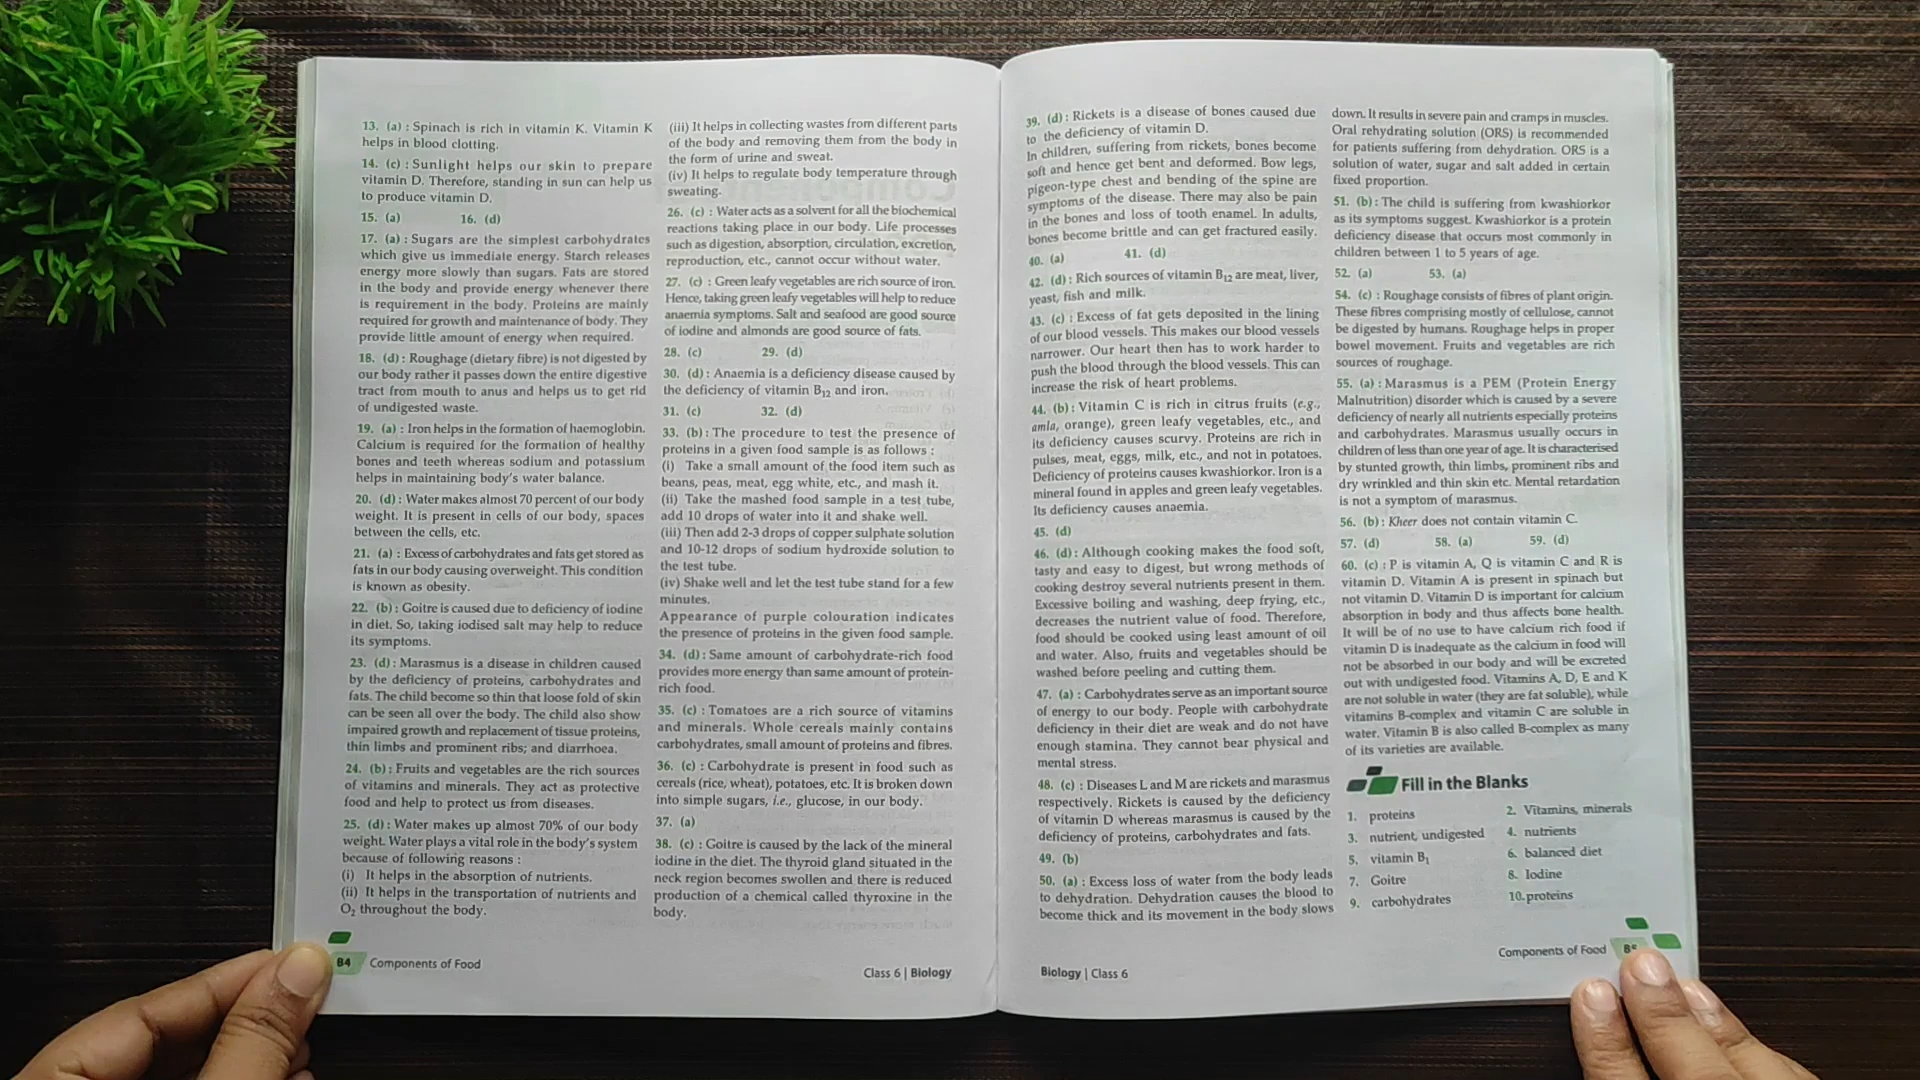 13. (a) : Spinach is rich in vitamin K. Vitamin K
helps in blood clotting.
14. (c) : Sunlight helps our skin to prepare
vitamin D. Therefore, standing in sun can help us
to produce vitamin D.
15. (a) 16. (d)
17. (a) : Sugars are the simplest carbohydrates
which give us immediate energy. Starch releases
energy more slowly than sugars. Fats are stored
in the body and provide energy whenever there
is requirement in the body. Proteins are mainly
required for growth and maintenance of body. They
provide little amount of energy when required.
18. (d) : Roughage (dietary fibre) is not digested by
our body rather it passes down the entire digestive
tract from mouth to anus and helps us to get rid
of undigested waste.
19. (a) : Iron helps in the formation of haemoglobin.
Calcium is required for the formation of healthy
bones and teeth whereas sodium and potassium
helps in maintaining body's water balance.
20. (d) : Water makes almost 70 percent of our body
weight. It is present in cells of our body, spaces
between the cells, etc.
21. (a) : Excess of carbohydrates and fats get stored as
fats in our body causing overweight. This condition
is known as obesity.
22. (b) : Goitre is caused due to deficiency of iodine
in diet. So, taking iodised salt may help to reduce
its symptoms.
23. (d) : Marasmus is a disease in children caused
by the deficiency of proteins, carbohydrates and
fats. The child become so thin that loose fold of skin
can be seen all over the body. The child also show
impaired growth and replacement of tissue proteins,
thin limbs and prominent ribs; and diarrhoea.
24. (b) : Fruits and vegetables are the rich sources
of vitamins and minerals. They act as protective
food and help to protect us from diseases.
25. (d) : Water makes up almost 70% of our body
weight. Water plays a vital role in the body's system
because of following reasons :
(i) It helps in the absorption of nutrients.
(ii) It helps in the transportation of nutrients and
O₂ throughout the body.
(iii) It helps in collecting wastes from different parts
of the body and removing them from the body in
the form of urine and sweat.
(iv) It helps to regulate body temperature through
sweating.
26. (c) : Water acts as a solvent for all the biochemical
reactions taking place in our body. Life processes
such as digestion, absorption, circulation, excretion,
reproduction, etc., cannot occur without water.
27. (c) : Green leafy vegetables are rich source of iron.
Hence, taking green leafy vegetables will help to reduce
anaemia symptoms. Salt and seafood are good source
of iodine and almonds are good source of fats.
28. (c) 29. (d)
30. (d) : Anaemia is a deficiency disease caused by
the deficiency of vitamin B₁₂ and iron.
31. (c) 32. (d)
33. (b) : The procedure to test the presence of
proteins in a given food sample is as follows :
(i) Take a small amount of the food item such as
beans, peas, meat, egg white, etc., and mash it.
(ii) Take the mashed food sample in a test tube,
add 10 drops of water into it and shake well.
(iii) Then add 2-3 drops of copper sulphate solution
and 10-12 drops of sodium hydroxide solution to
the test tube.
(iv) Shake well and let the test tube stand for a few
minutes.
Appearance of purple colouration indicates
the presence of proteins in the given food sample.
34. (d) : Same amount of carbohydrate-rich food
provides more energy than same amount of protein-
rich food.
35. (c) : Tomatoes are a rich source of vitamins
and minerals. Whole cereals mainly contains
carbohydrates, small amount of proteins and fibres.
36. (c) : Carbohydrate is present in food such as
cereals (rice, wheat), potatoes, etc. It is broken down
into simple sugars, i.e., glucose, in our body.
37. (a)
38. (c) : Goitre is caused by the lack of the mineral
iodine in the diet. The thyroid gland situated in the
neck region becomes swollen and there is reduced
production of a chemical called thyroxine in the
body.
B4 Components of Food
Class 6 | Biology
39. (d) : Rickets is a disease of bones caused due
to the deficiency of vitamin D.
In children, suffering from rickets, bones become
soft and hence get bent and deformed. Bow legs,
pigeon-type chest and bending of the spine are
symptoms of the disease. There may also be pain
in the bones and loss of tooth enamel. In adults,
bones become brittle and can get fractured easily.
40. (a) 41. (d)
42. (d) : Rich sources of vitamin B₁₂ are meat, liver,
yeast, fish and milk.
43. (c) : Excess of fat gets deposited in the lining
of our blood vessels. This makes our blood vessels
narrower. Our heart then has to work harder to
push the blood through the blood vessels. This can
increase the risk of heart problems.
44. (b) : Vitamin C is rich in citrus fruits (e.g.,
amla, orange), green leafy vegetables, etc., and
its deficiency causes scurvy. Proteins are rich in
pulses, meat, eggs, milk, etc., and not in potatoes.
Deficiency of proteins causes kwashiorkor. Iron is a
mineral found in apples and green leafy vegetables.
Its deficiency causes anaemia.
45. (d)
46. (d) : Although cooking makes the food soft,
tasty and easy to digest, but wrong methods of
cooking destroy several nutrients present in them.
Excessive boiling and washing, deep frying, etc.,
decreases the nutrient value of food. Therefore,
food should be cooked using least amount of oil
and water. Also, fruits and vegetables should be
washed before peeling and cutting them.
47. (a) : Carbohydrates serve as an important source
of energy to our body. People with carbohydrate
deficiency in their diet are weak and do not have
enough stamina. They cannot bear physical and
mental stress.
48. (c) : Diseases L and M are rickets and marasmus
respectively. Rickets is caused by the deficiency
of vitamin D whereas marasmus is caused by the
deficiency of proteins, carbohydrates and fats.
49. (b)
50. (a) : Excess loss of water from the body leads
to dehydration. Dehydration causes the blood to
become thick and its movement in the body slows
down. It results in severe pain and cramps in muscles.
Oral rehydrating solution (ORS) is recommended
for patients suffering from dehydration. ORS is a
solution of water, sugar and salt added in certain
fixed proportion.
51. (b) : The child is suffering from kwashiorkor
as its symptoms suggest. Kwashiorkor is a protein
deficiency disease that occurs most commonly in
children between 1 to 5 years of age.
52. (a) 53. (a)
54. (c) : Roughage consists of fibres of plant origin.
These fibres comprising mostly of cellulose, cannot
be digested by humans. Roughage helps in proper
bowel movement. Fruits and vegetables are rich
sources of roughage.
55. (a) : Marasmus is a PEM (Protein Energy
Malnutrition) disorder which is caused by a severe
deficiency of nearly all nutrients especially proteins
and carbohydrates. Marasmus usually occurs in
children of less than one year of age. It is characterised
by stunted growth, thin limbs, prominent ribs and
dry wrinkled and thin skin etc. Mental retardation
is not a symptom of marasmus.
56. (b) : Kheer does not contain vitamin C.
57. (d) 58. (a) 59. (d)
60. (c) : P is vitamin A, Q is vitamin C and R is
vitamin D. Vitamin A is present in spinach but
not vitamin D. Vitamin D is important for calcium
absorption in body and thus affects bone health.
It will be of no use to have calcium rich food if
vitamin D is inadequate as the calcium in food will
not be absorbed in our body and will be excreted
out with undigested food. Vitamins A, D, E and K
are not soluble in water (they are fat soluble), while
vitamins B-complex and vitamin C are soluble in
water. Vitamin B is also called B-complex as many
of its varieties are available.
Fill in the Blanks
1. proteins 2. Vitamins, minerals
3. nutrient, undigested 4. nutrients
5. vitamin B₁ 6. balanced diet
7. Goitre 8. Iodine
9. carbohydrates 10. proteins
Biology | Class 6
Components of Food